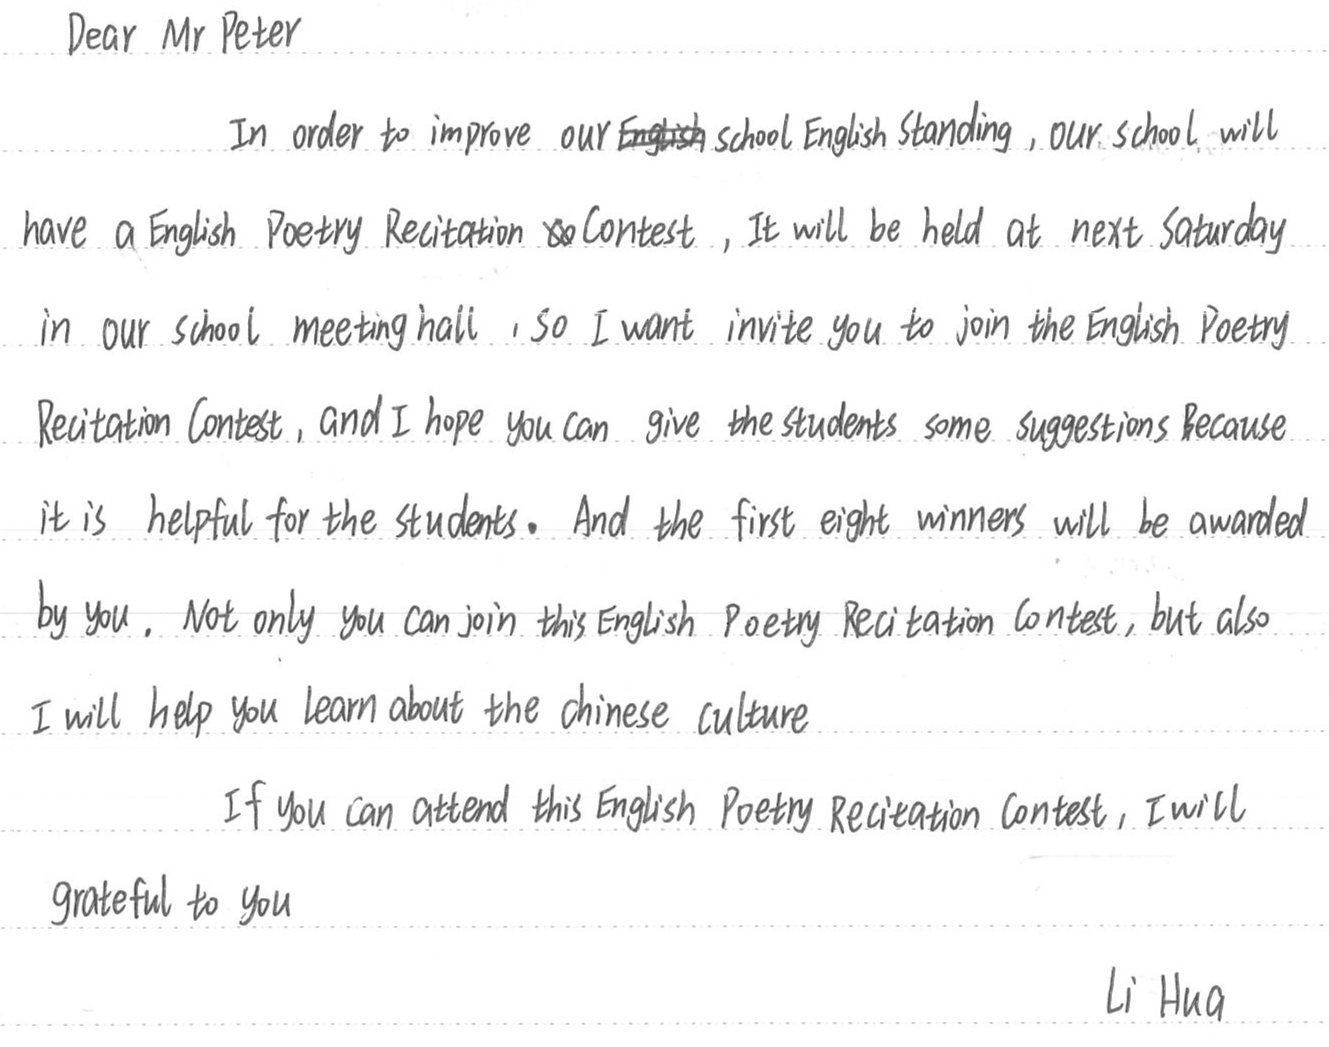 Dear Mr Peter
In order to improve our school English Standing, our school will
have a English Poetry Recitation Contest, It will be held at next Saturday
in our school meeting hall, So I want invite you to join the English Poetry
Recitation Contest, and I hope you can give the students some suggestions Because
it is helpful for the students. And the first eight winners will be awarded
by you. Not only you can join this English Poetry Recitation Contest, but also
I will help you learn about the chinese culture
If you can attend this English Poetry Recitation Contest, I will
grateful to you
Li Hua